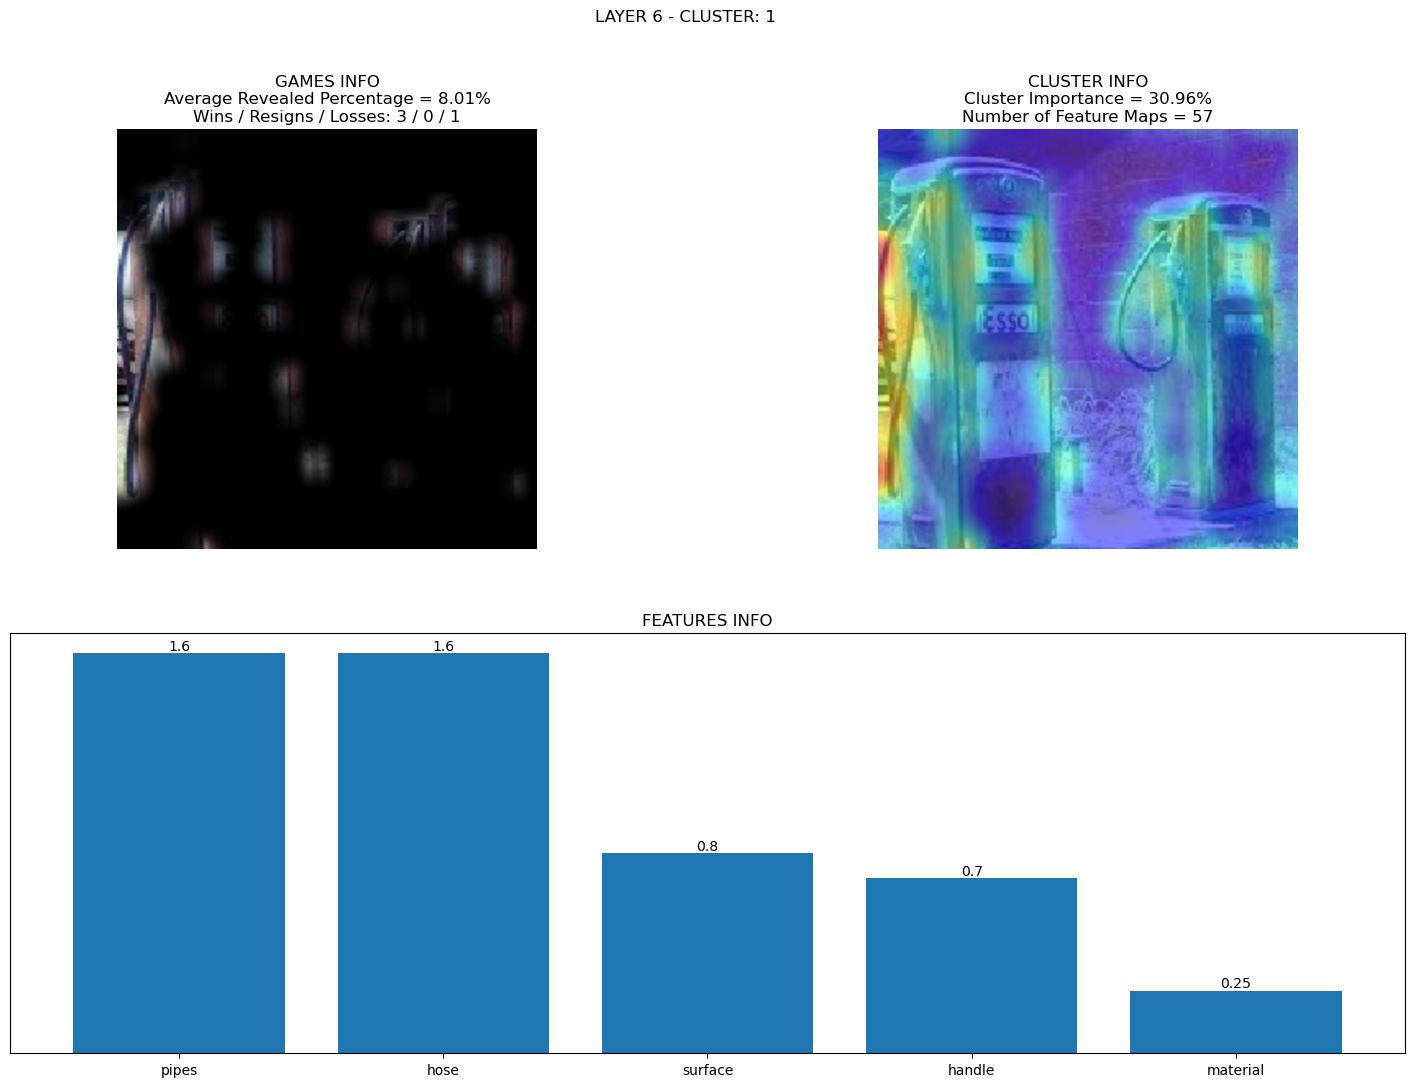 LAYER 6 - CLUSTER: 1
GAMES INFO
Average Revealed Percentage = 8.01%
Wins / Resigns / Losses: 3 / 0 / 1
CLUSTER INFO
Cluster Importance = 30.96%
Number of Feature Maps = 57
FEATURES INFO
1.6
1.6
0.8
0.7
0.25
pipes
hose
surface
handle
material